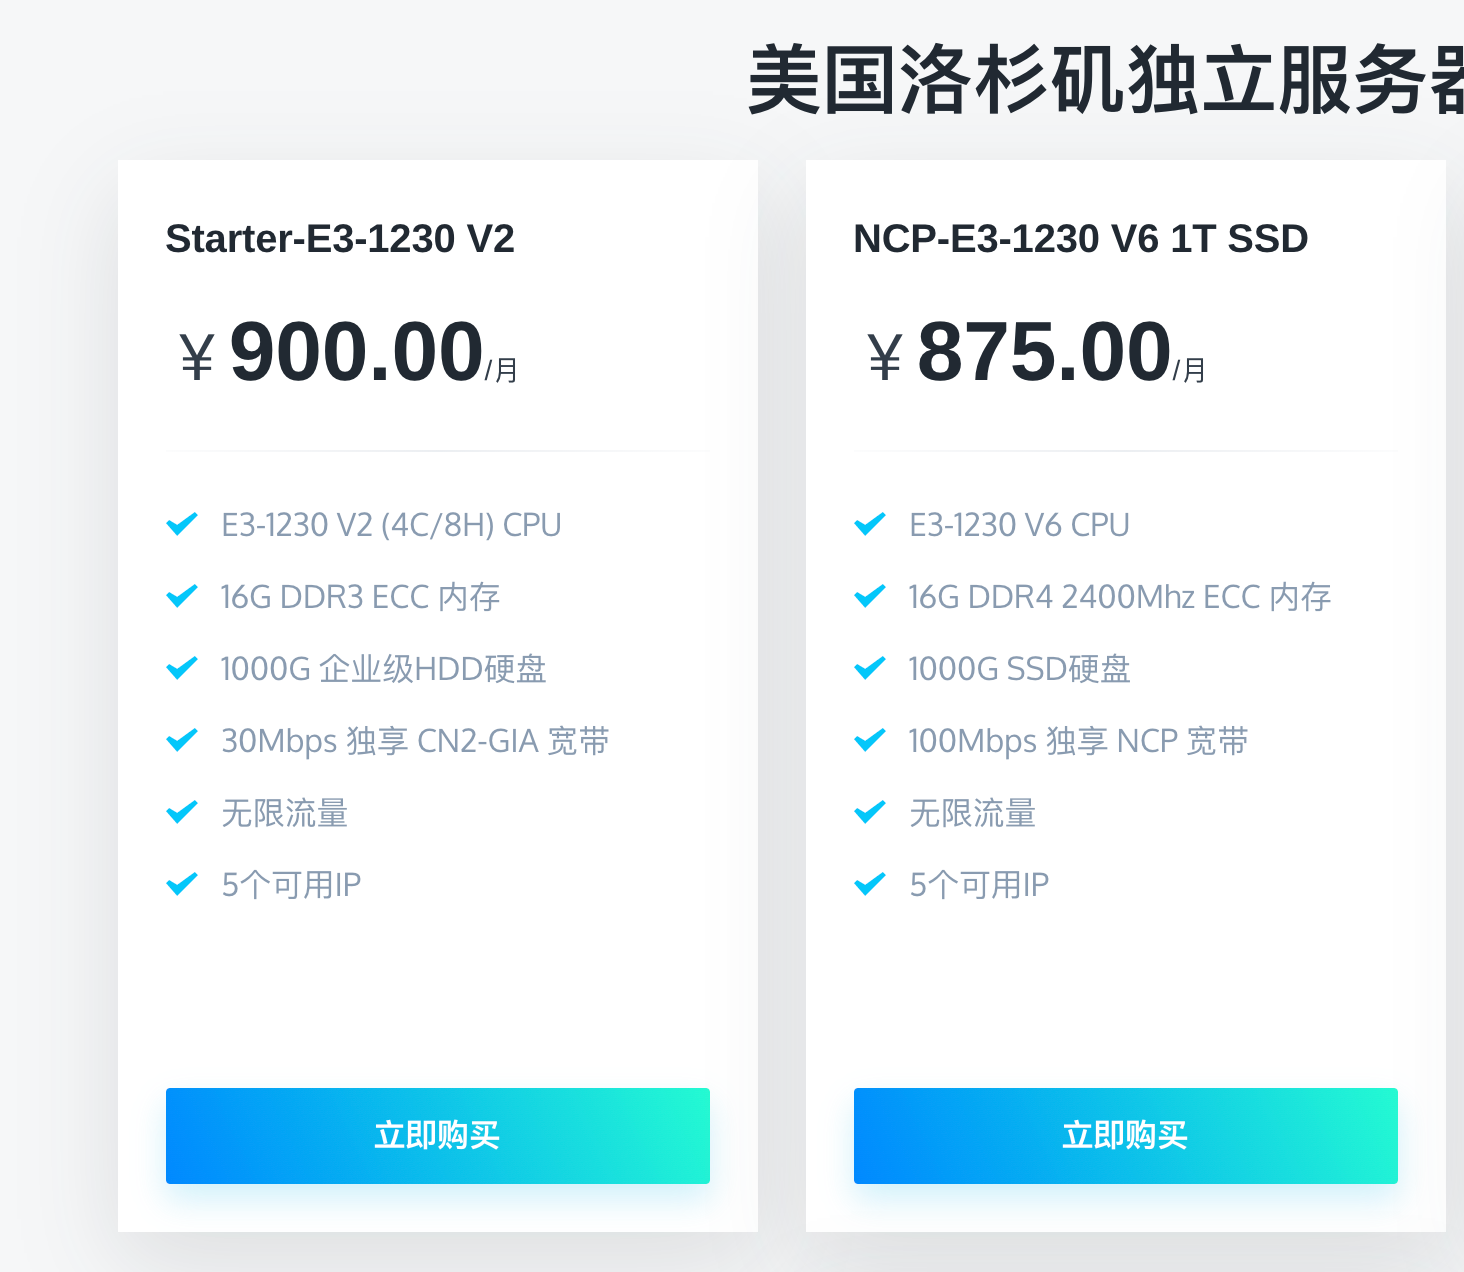 美国洛杉矶独立服务器
Starter-E3-1230 V2
¥ 900.00/月
E3-1230 V2 (4C/8H) CPU
16G DDR3 ECC 内存
1000G 企业级HDD硬盘
30Mbps 独享 CN2-GIA 宽带
无限流量
5个可用IP
立即购买
NCP-E3-1230 V6 1T SSD
¥ 875.00/月
E3-1230 V6 CPU
16G DDR4 2400Mhz ECC 内存
1000G SSD硬盘
100Mbps 独享 NCP 宽带
无限流量
5个可用IP
立即购买